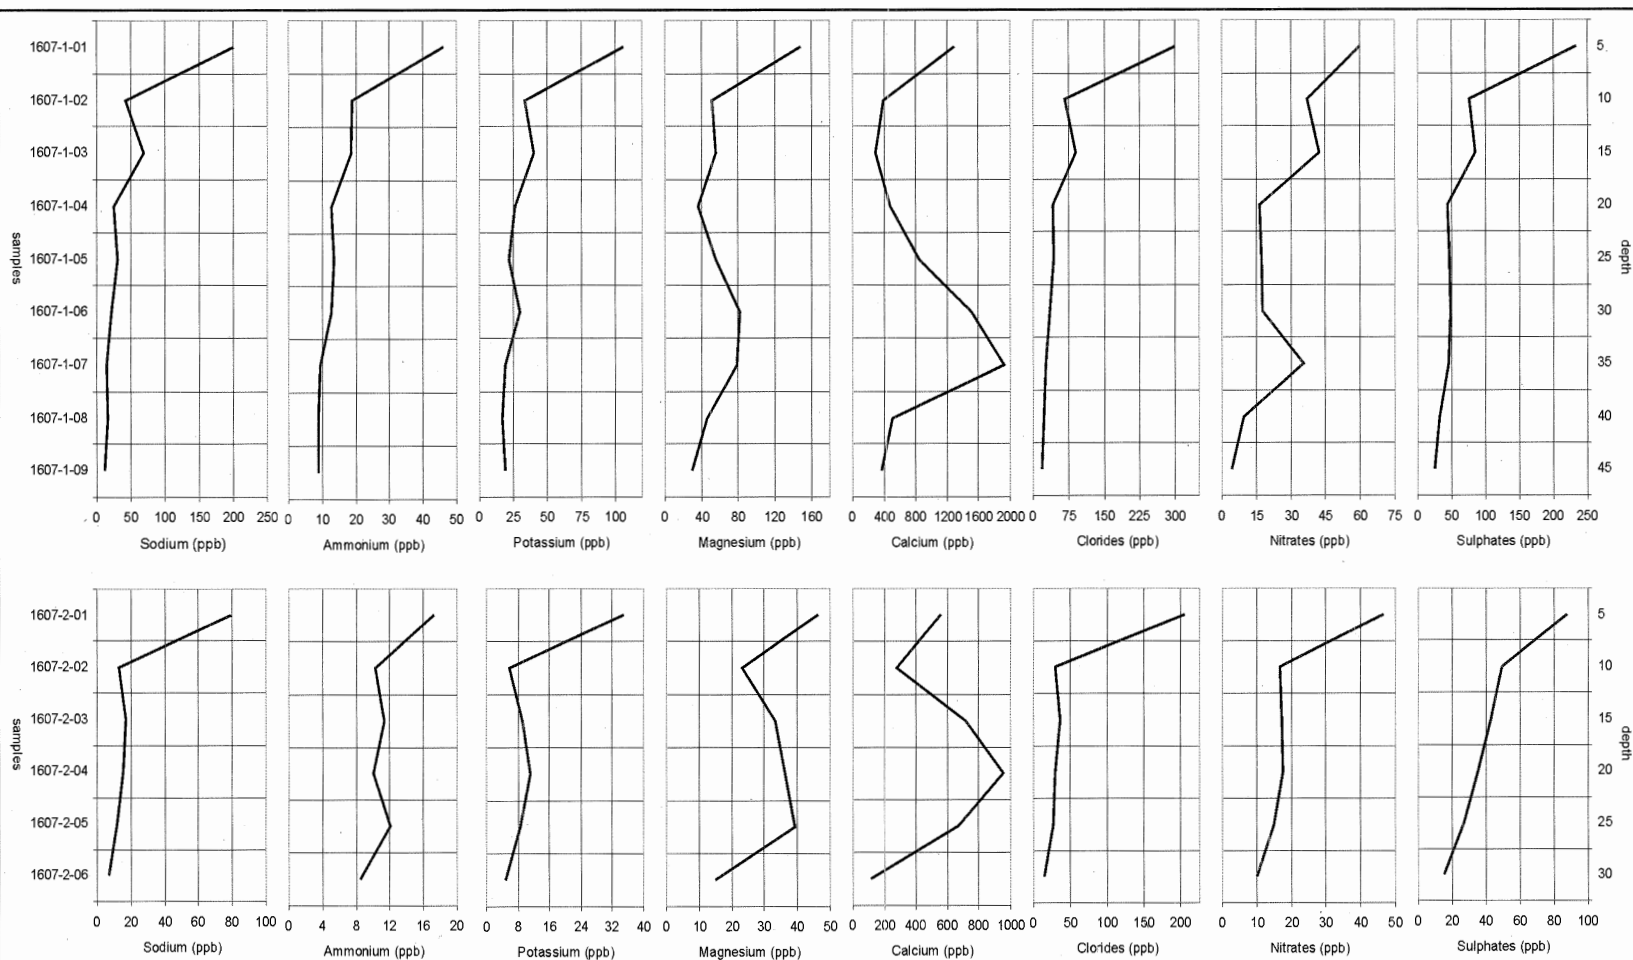 1607-1-01
1607-1-02
1607-1-03
1607-1-04
1607-1-05
1607-1-06
1607-1-07
1607-1-08
1607-1-09
samples
5
10
15
20
25
30
35
40
45
depth
0 50 100 150 200 250
Sodium (ppb)
0 10 20 30 40 50
Ammonium (ppb)
0 25 50 75 100
Potassium (ppb)
0 40 80 120 160
Magnesium (ppb)
0 400 800 1200 1600 2000
Calcium (ppb)
0 75 150 225 300
Clorides (ppb)
0 15 30 45 60 75
Nitrates (ppb)
0 50 100 150 200 250
Sulphates (ppb)
1607-2-01
1607-2-02
1607-2-03
1607-2-04
1607-2-05
1607-2-06
samples
5
10
15
20
25
30
depth
0 20 40 60 80 100
Sodium (ppb)
0 4 8 12 16 20
Ammonium (ppb)
0 8 16 24 32 40
Potassium (ppb)
0 10 20 30 40 50
Magnesium (ppb)
0 200 400 600 800 1000
Calcium (ppb)
0 50 100 150 200
Clorides (ppb)
0 10 20 30 40 50
Nitrates (ppb)
0 20 40 60 80 100
Sulphates (ppb)